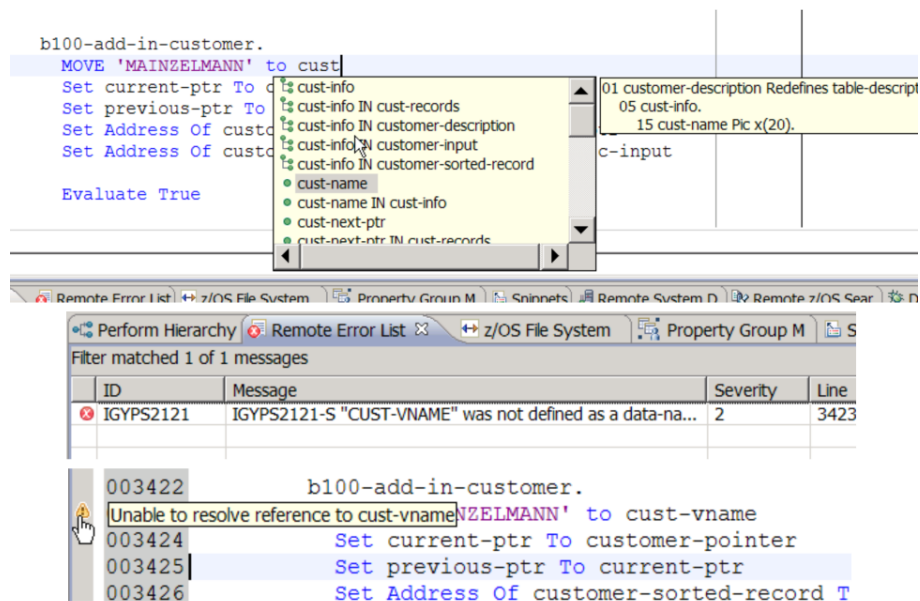 b100-add-in-customer.
MOVE 'MAINZELMANN' to cust
Set current-ptr To c
Set previous-ptr To
Set Address Of custo
Set Address Of custo c-input
Evaluate True
cust-info
cust-info IN cust-records
cust-info IN customer-description
cust-info IN customer-input
cust-info IN customer-sorted-record
cust-name
cust-name IN cust-info
cust-next-ptr
cust-next-ptr IN cust-records
01 customer-description Redefines table-descript
05 cust-info.
15 cust-name Pic x(20).
Remote Error List z/OS File System Property Group M Snippets Remote System D Remote z/OS Sear D
Perform Hierarchy Remote Error List z/OS File System Property Group M S
Filter matched 1 of 1 messages
ID Message Severity Line
IGYPS2121 IGYPS2121-S "CUST-VNAME" was not defined as a data-na... 2 3423
003422 b100-add-in-customer.
Unable to resolve reference to cust-vname NZELMANN' to cust-vname
003424 Set current-ptr To customer-pointer
003425 Set previous-ptr To current-ptr
003426 Set Address Of customer-sorted-record T